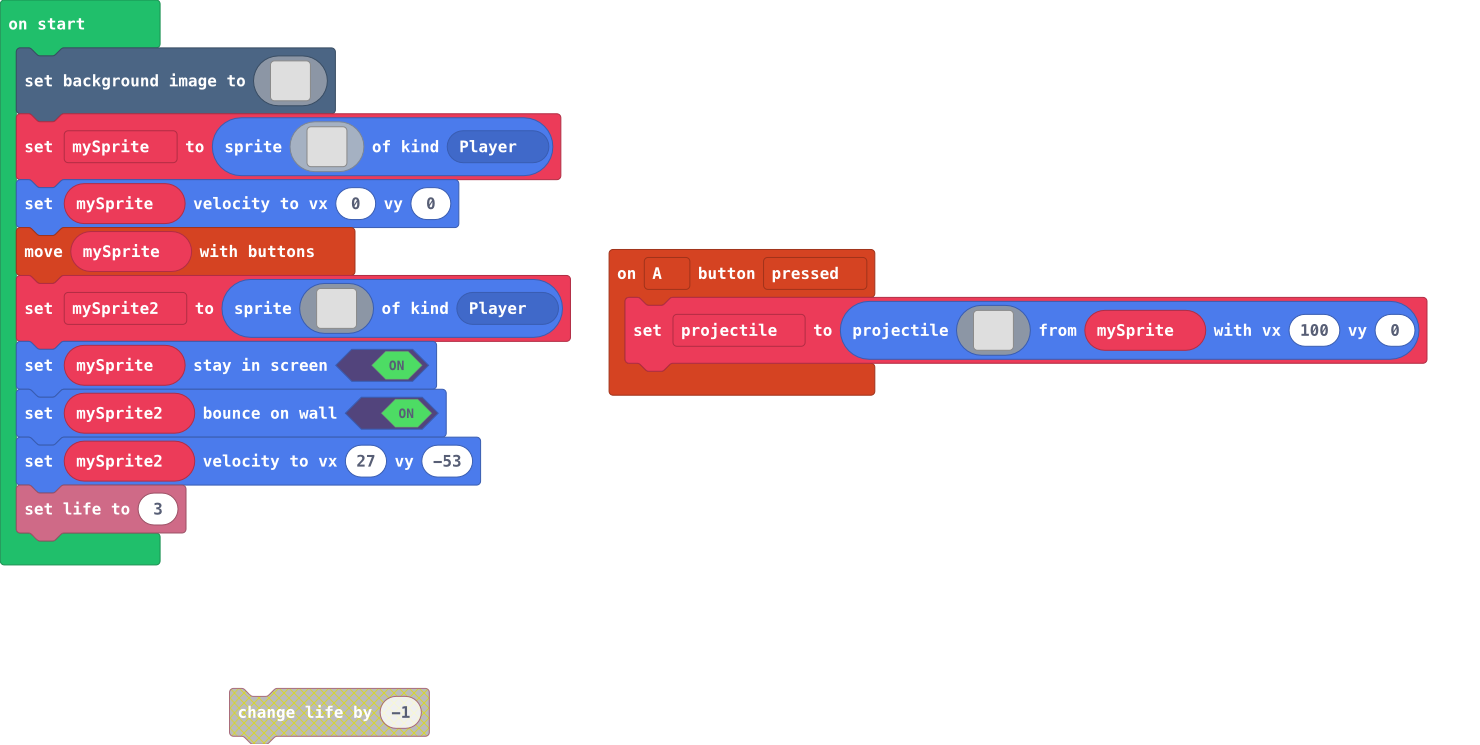 on start
set background image to
set mySprite to sprite of kind Player
set mySprite velocity to vx 0 vy 0
move mySprite with buttons
set mySprite2 to sprite of kind Player
set mySprite stay in screen ON
set mySprite2 bounce on wall ON
set mySprite2 velocity to vx 27 vy −53
set life to 3
on A button pressed
set projectile to projectile from mySprite with vx 100 vy 0
change life by −1